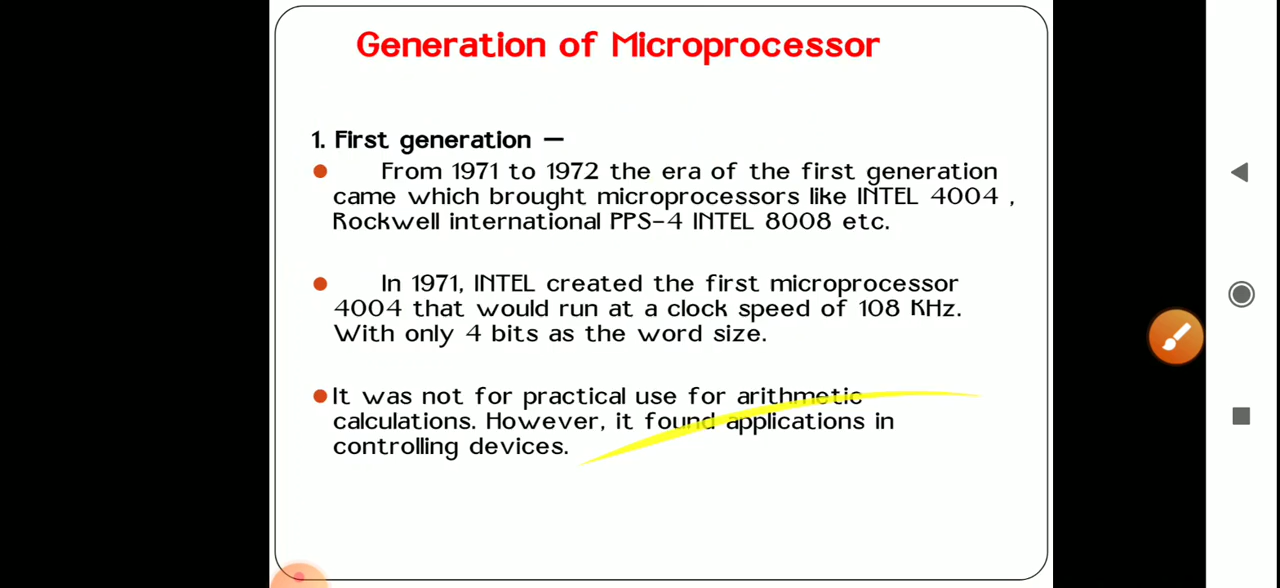 Generation of Microprocessor
1. First generation –
From 1971 to 1972 the era of the first generation
came which brought microprocessors like INTEL 4004 ,
Rockwell international PPS-4 INTEL 8008 etc.
In 1971, INTEL created the first microprocessor
4004 that would run at a clock speed of 108 KHz.
With only 4 bits as the word size.
It was not for practical use for arithmetic
calculations. However, it found applications in
controlling devices.